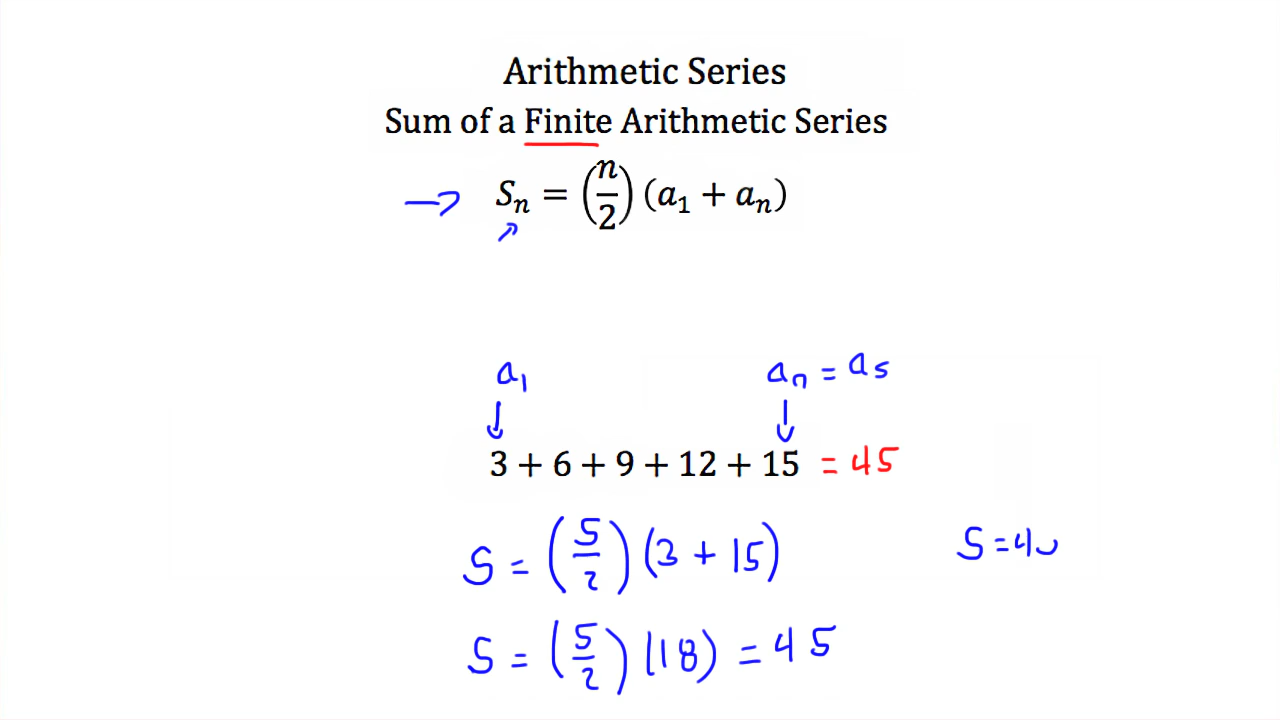 Arithmetic Series
Sum of a Finite Arithmetic Series
→ Sₙ = (n/2) (a₁ + aₙ)
a₁ aₙ = a₅
3 + 6 + 9 + 12 + 15 = 45
S = (5/2) (3 + 15)
S = 4
S = (5/2) (18) = 45